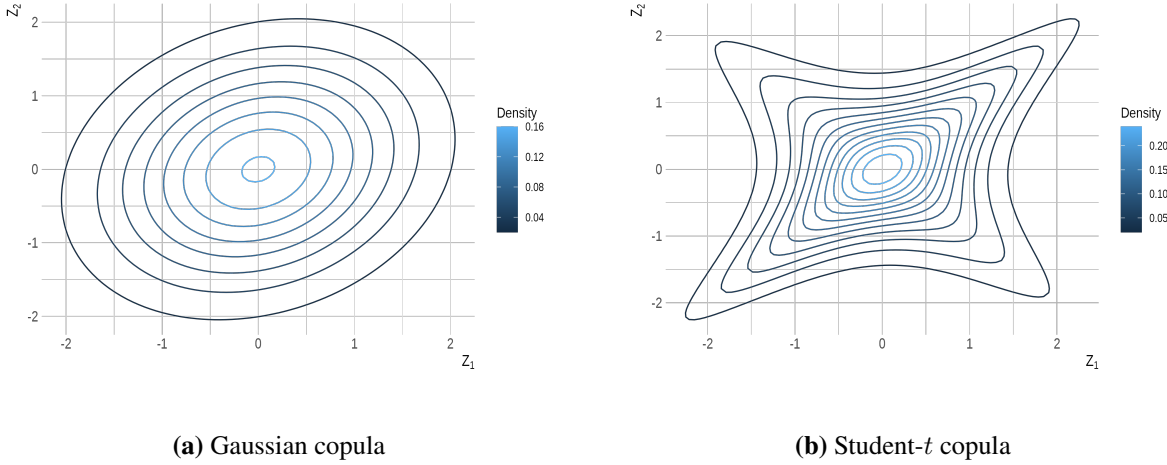 Z2
2
1
0
-1
-2
-2 -1 0 1 2
Z1
Density
0.16
0.12
0.08
0.04
(a) Gaussian copula
Z2
2
1
0
-1
-2
-2 -1 0 1 2
Z1
Density
0.20
0.15
0.10
0.05
(b) Student-t copula